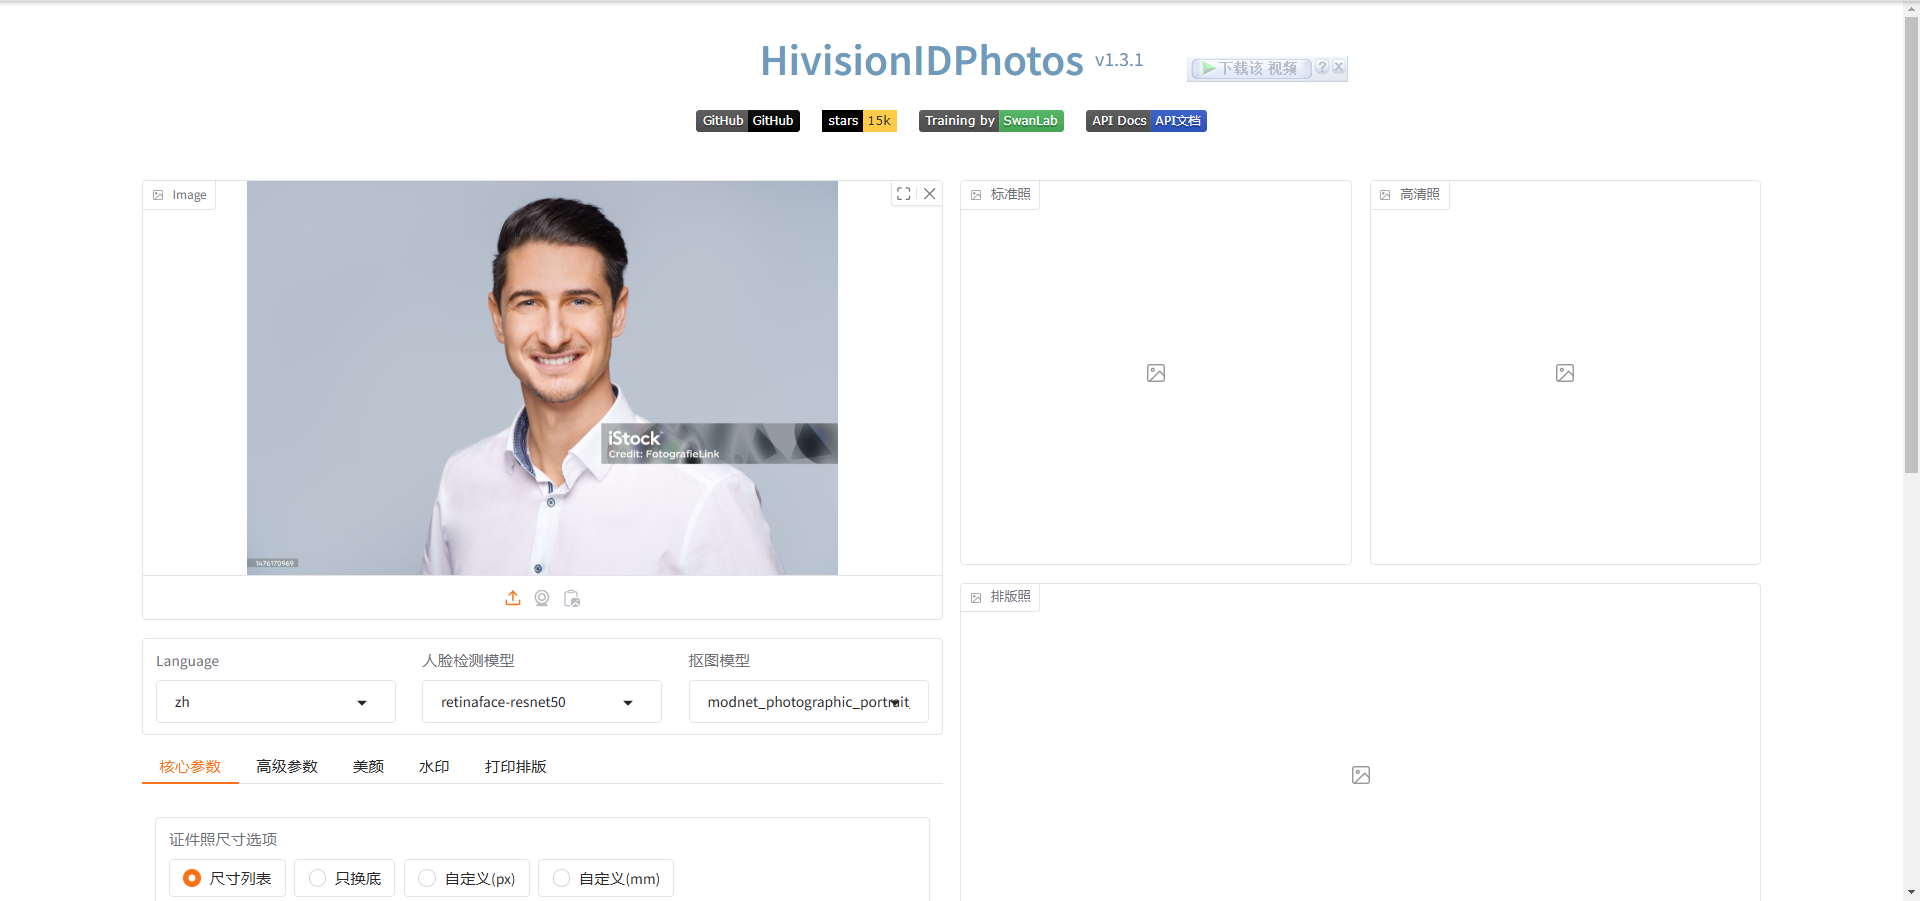 HivisionIDPhotos v1.3.1
下载该 视频 ? x
GitHub GitHub stars 15k Training by SwanLab API Docs API文档
Image
标准照
高清照
iStock
Credit: FotografieLink
1476170969
排版照
Language 人脸检测模型 抠图模型
zh retinaface-resnet50 modnet_photographic_portrait
核心参数 高级参数 美颜 水印 打印排版
证件照尺寸选项
尺寸列表 只换底 自定义(px) 自定义(mm)